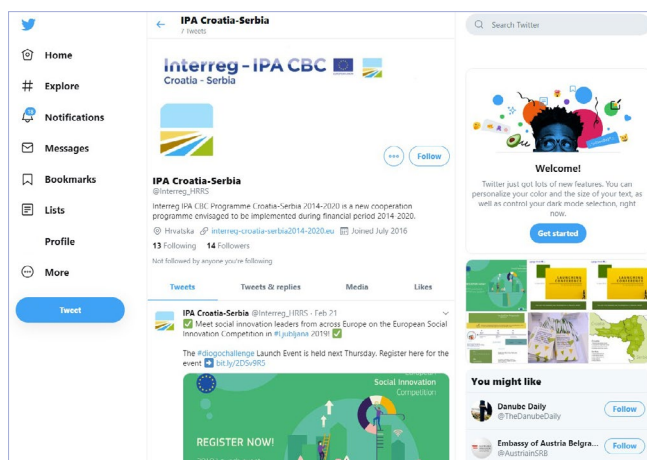 IPA Croatia-Serbia
7 Tweets
Search Twitter
Home
Explore
Notifications
Messages
Bookmarks
Lists
Profile
More
Tweet
Interreg - IPA CBC
Croatia - Serbia
Follow
IPA Croatia-Serbia
@Interreg_HRRS
Interreg IPA CBC Programme Croatia-Serbia 2014-2020 is a new cooperation
programme envisaged to be implemented during financial period 2014-2020.
Hrvatska interreg-croatia-serbia2014-2020.eu Joined July 2016
13 Following 14 Followers
Not followed by anyone you're following
Tweets Tweets & replies Media Likes
IPA Croatia-Serbia @Interreg_HRRS · Feb 21
Meet social innovation leaders from across Europe on the European Social
Innovation Competition in #Ljubljana 2019!
The #diogochallenge Launch Event is held next Thursday. Register here for the
event bit.ly/2DSv9RS
Social Innovation
Competition
REGISTER NOW!
Welcome!
Twitter just got lots of new features. You can
personalize your color and the size of your text, as
well as control your dark mode selection, right
now.
Get started
You might like
Danube Daily
@TheDanubeDaily
Follow
Embassy of Austria Belgra...
@AustriainSRB
Follow